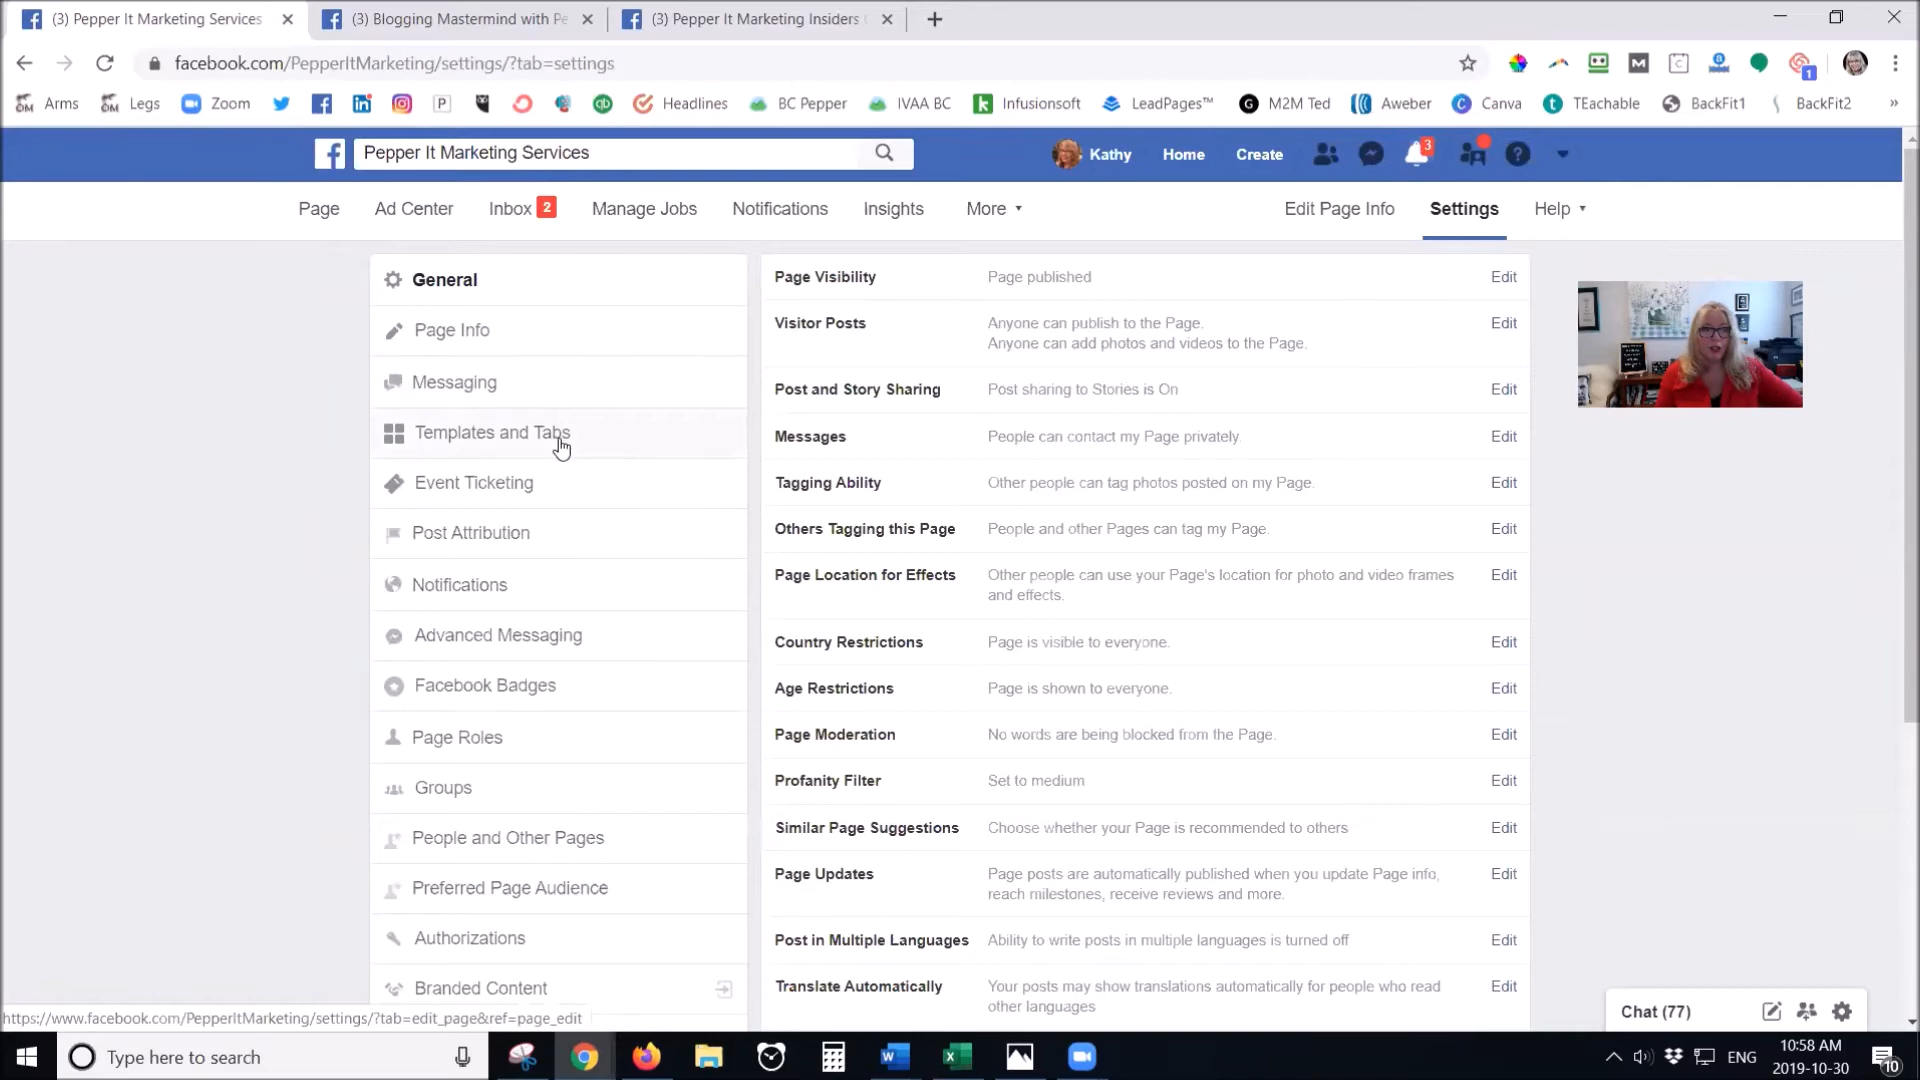 (3) Pepper It Marketing Services
(3) Blogging Mastermind with Pe
(3) Pepper It Marketing Insiders
facebook.com/PepperItMarketing/settings/?tab=settings
1
Arms Legs Zoom Headlines BC Pepper IVAA BC Infusionsoft LeadPages™ M2M Ted Aweber Canva TEachable BackFit1 BackFit2 »
Pepper It Marketing Services
Kathy Home Create 3
Page Ad Center Inbox 2 Manage Jobs Notifications Insights More Edit Page Info Settings Help
General
Page Info
Messaging
Templates and Tabs
Event Ticketing
Post Attribution
Notifications
Advanced Messaging
Facebook Badges
Page Roles
Groups
People and Other Pages
Preferred Page Audience
Authorizations
Branded Content
Page Visibility Page published Edit
Visitor Posts Anyone can publish to the Page. Edit
Anyone can add photos and videos to the Page.
Post and Story Sharing Post sharing to Stories is On Edit
Messages People can contact my Page privately. Edit
Tagging Ability Other people can tag photos posted on my Page. Edit
Others Tagging this Page People and other Pages can tag my Page. Edit
Page Location for Effects Other people can use your Page's location for photo and video frames Edit
and effects.
Country Restrictions Page is visible to everyone. Edit
Age Restrictions Page is shown to everyone. Edit
Page Moderation No words are being blocked from the Page. Edit
Profanity Filter Set to medium Edit
Similar Page Suggestions Choose whether your Page is recommended to others Edit
Page Updates Page posts are automatically published when you update Page info, Edit
reach milestones, receive reviews and more.
Post in Multiple Languages Ability to write posts in multiple languages is turned off Edit
Translate Automatically Your posts may show translations automatically for people who read Edit
other languages
Chat (77)
https://www.facebook.com/PepperItMarketing/settings/?tab=edit_page&ref=page_edit
Type here to search
ENG
10:58 AM
2019-10-30
10